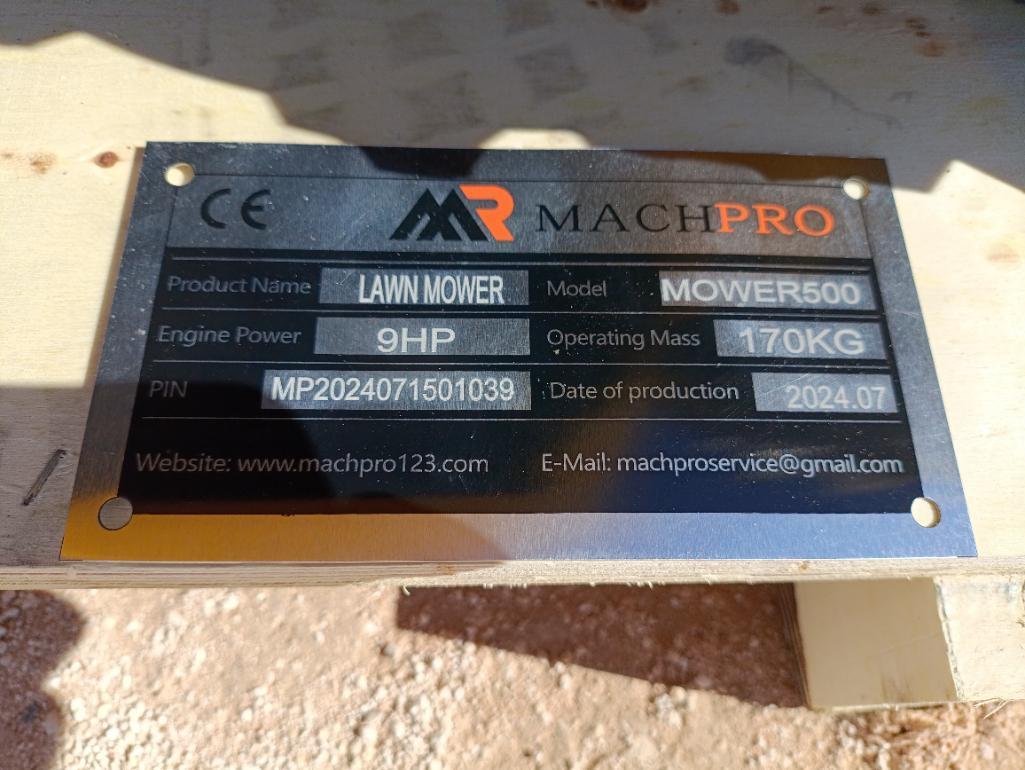 CE MR MACHPRO
Product Name LAWN MOWER Model MOWER500
Engine Power 9HP Operating Mass 170KG
PIN MP2024071501039 Date of production 2024.07
Website: www.machpro123.com E-Mail: machproservice@gmail.com